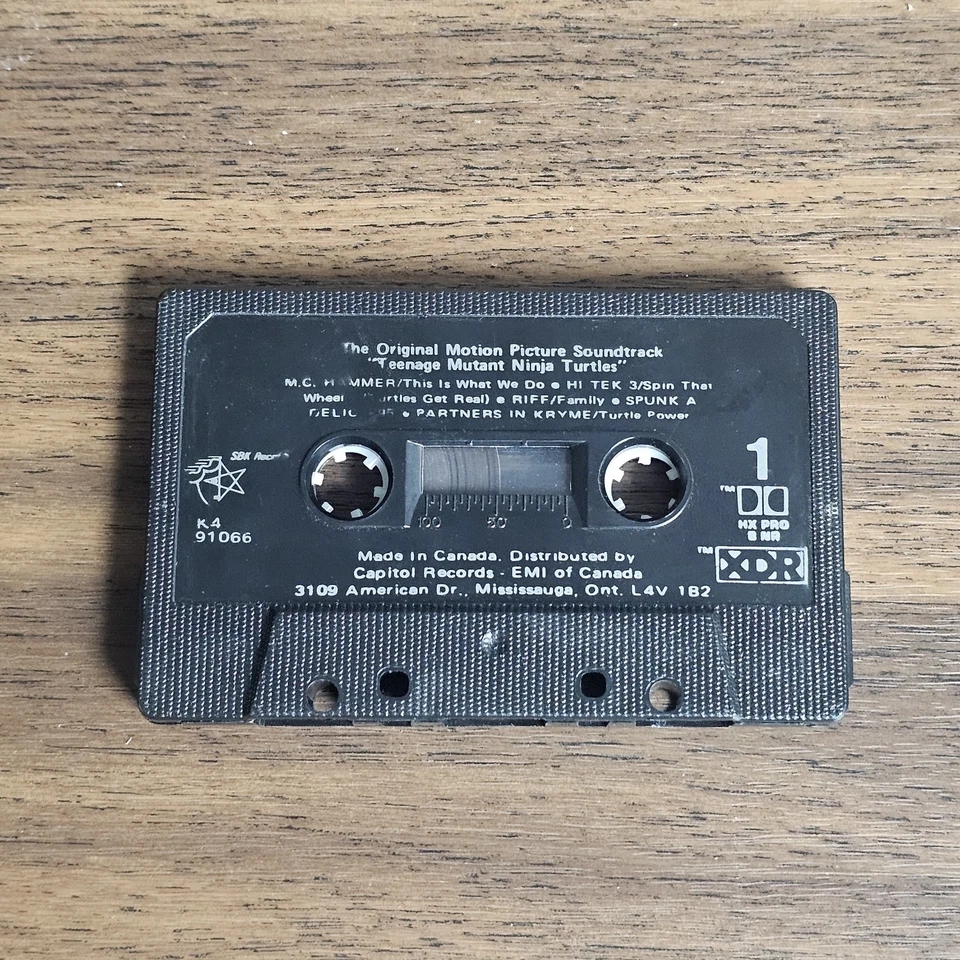 The Original Motion Picture Soundtrack
"Teenage Mutant Ninja Turtles"
M.C. HAMMER/This Is What We Do ● HI TEK 3/Spin That
Wheel Turtles Get Real) ● RIFF/Family ● SPUNK A
● PARTNERS IN KRYME/Turtle Power
SBK
K4
91066
100 50 0
1
™
HX PRO
B NR
™ XDR
Made In Canada. Distributed by
Capitol Records - EMI of Canada
3109 American Dr., Mississauga, Ont. L4V 1B2